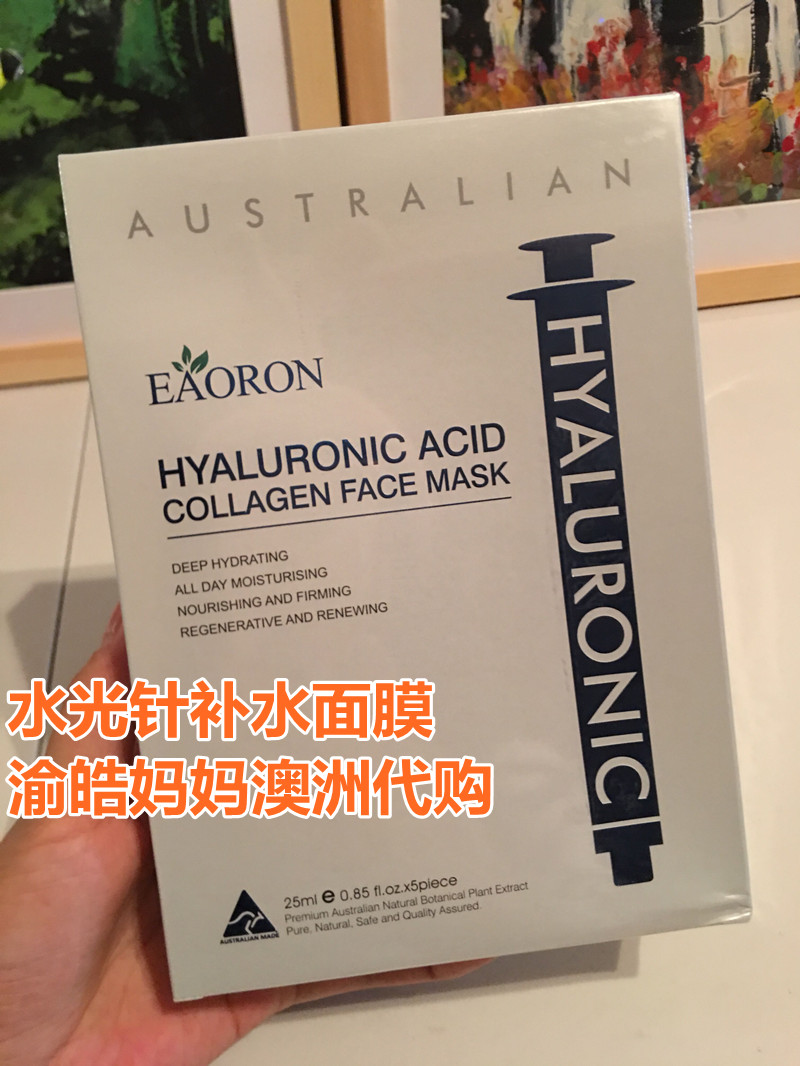 AUSTRALIAN
EAORON
HYALURONIC ACID
COLLAGEN FACE MASK
DEEP HYDRATING
ALL DAY MOISTURISING
NOURISHING AND FIRMING
REGENERATIVE AND RENEWING
HYALURONIC
水光针补水面膜
渝皓妈妈澳洲代购
25ml e 0.85 fl.oz.x5piece
Premium Australian Natural Botanical Plant Extract
Pure, Natural, Safe and Quality Assured.
AUSTRALIAN MADE